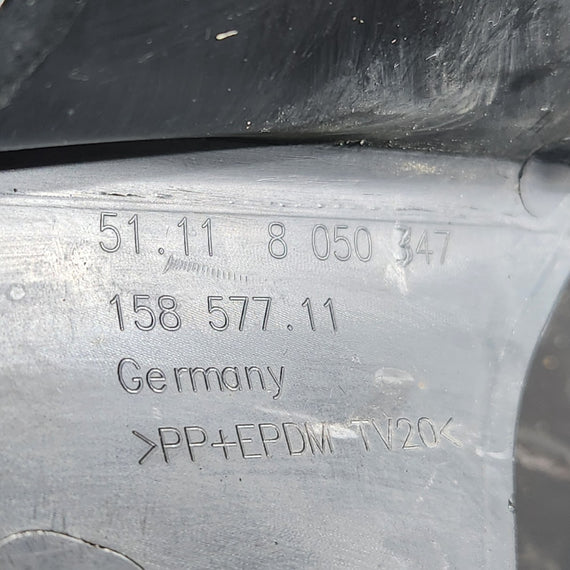 51.11 8 050 347
158 577.11
Germany
>PP+EPDM TV20<